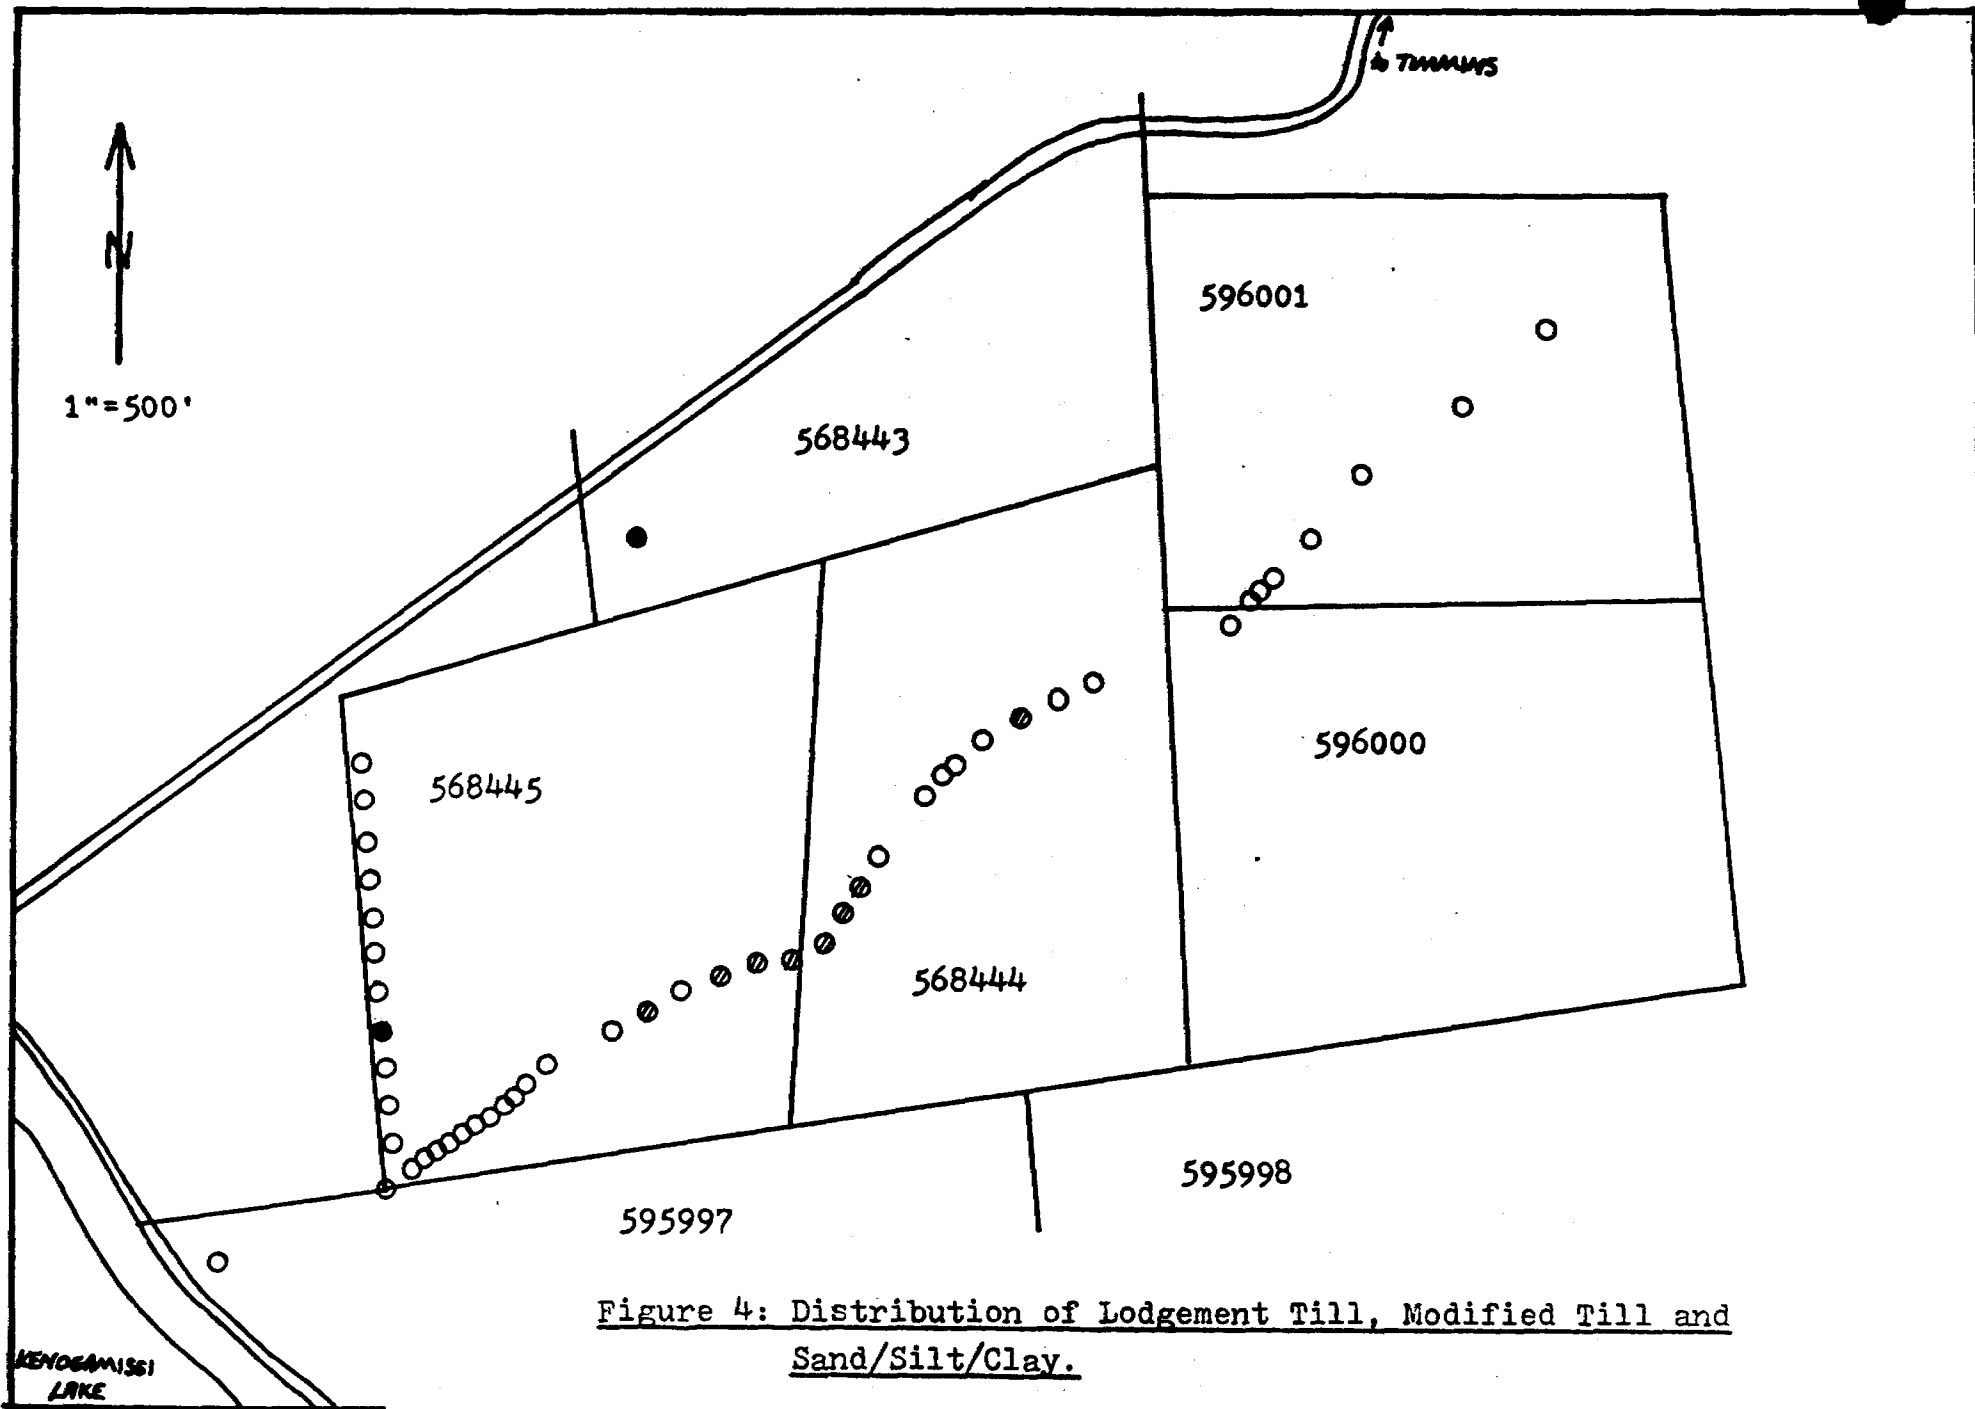 to TIMMINS
N
1"=500'
596001
568443
596000
568445
568444
595998
595997
Figure 4: Distribution of Lodgement Till, Modified Till and
Sand/Silt/Clay.
KENOGAMISSI
LAKE